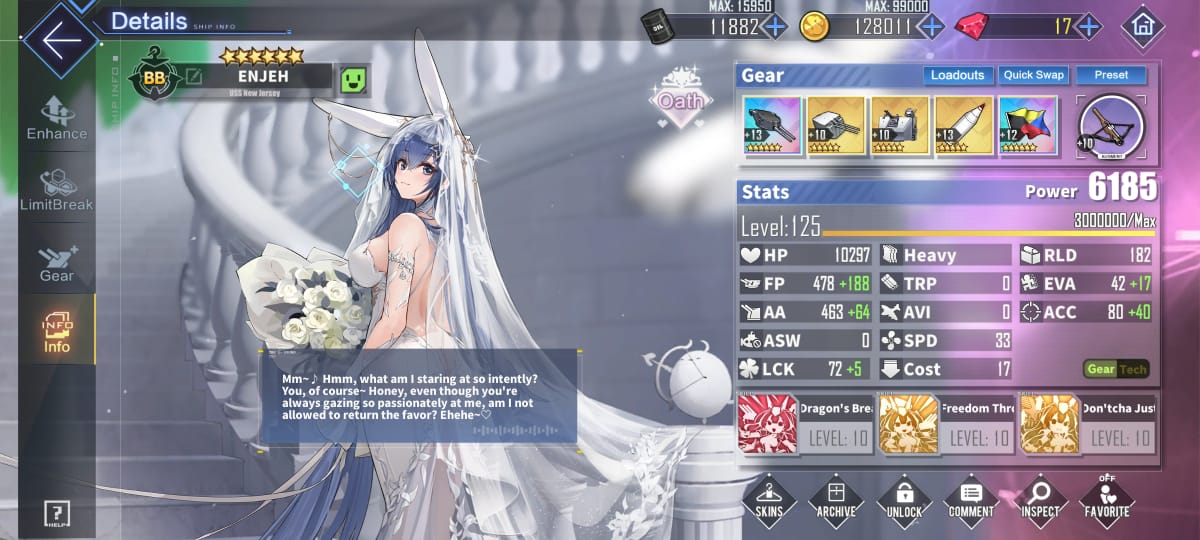 Details SHIP INFO
MAX: 15950
11882
MAX: 99000
128011
17
BB
ENJEH
USS New Jersey
SHIP INFO
Enhance
LimitBreak
Gear
INFO
Info
HELP
Oath
Mm~♪ Hmm, what am I staring at so intently?
You, of course~ Honey, even though you're
always gazing so passionately at me, am I not
allowed to return the favor? Ehehe~♡
Gear
Loadouts
Quick Swap
Preset
+13
+10
+10
+13
+12
+10
Stats
Power 6185
Level:125
3000000/Max
HP 10297
Heavy
RLD 182
FP 478 +188
TRP 0
EVA 42 +17
AA 463 +64
AVI 0
ACC 80 +40
ASW 0
SPD 33
LCK 72 +5
Cost 17
Gear Tech
Dragon's Brea
LEVEL: 10
Freedom Thro
LEVEL: 10
Don'tcha Just
LEVEL: 10
SKINS
ARCHIVE
UNLOCK
COMMENT
INSPECT
OFF
FAVORITE